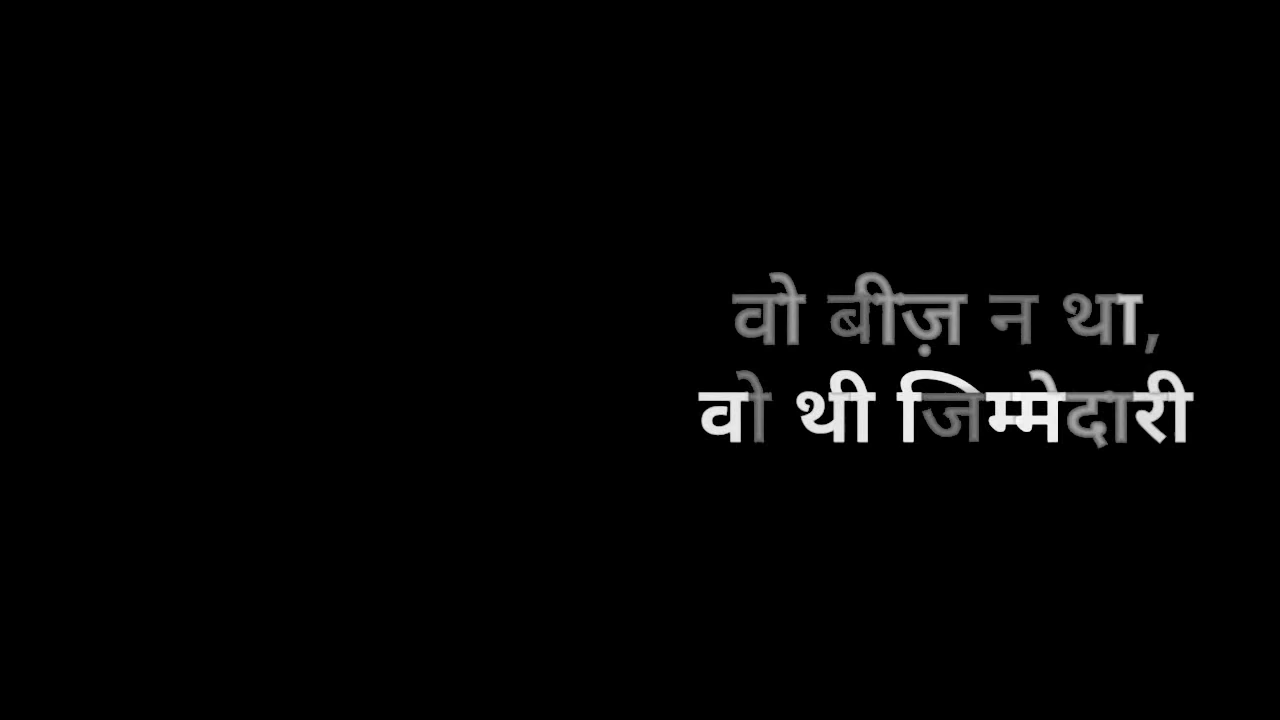 वो बीज़ न था,
वो थी जिम्मेदारी